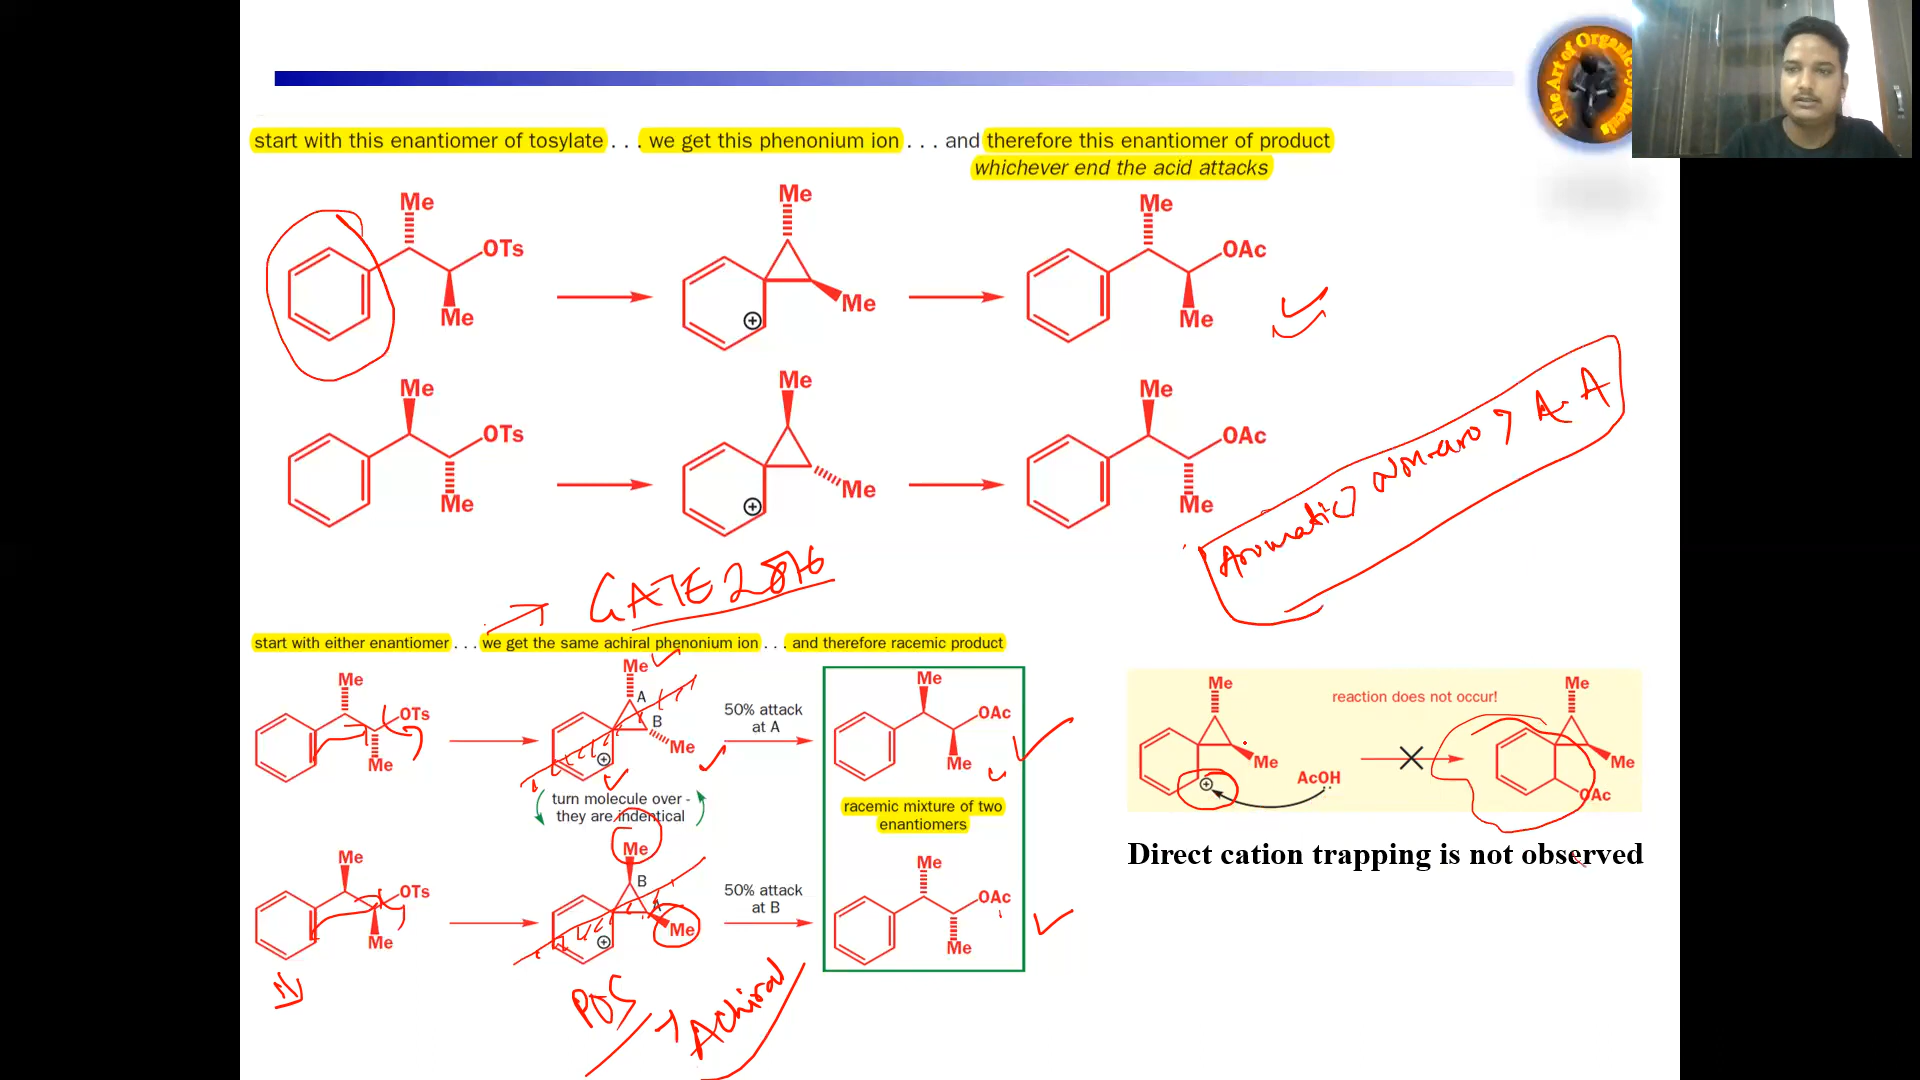 The Art of Organic
start with this enantiomer of tosylate . . . we get this phenonium ion . . . and therefore this enantiomer of product
whichever end the acid attacks
Me Me Me
OTs OAc
Me Me Me
⊕
Me Me Me
OTs OAc
Me Me Me
⊕
Aromatic > Non-aro > A.A
→ GATE 2016
start with either enantiomer . . . we get the same achiral phenonium ion . . . and therefore racemic product
Me Me A B Me
OTs
Me ⊕
50% attack
at A
Me
OAc
Me
turn molecule over -
they are indentical
racemic mixture of two
enantiomers
Me Me B A Me
OTs
Me ⊕
50% attack
at B
Me
OAc
Me
POS
Achiral
reaction does not occur!
Me Me
Me Me
⊕ AcOH OAc
Direct cation trapping is not observed